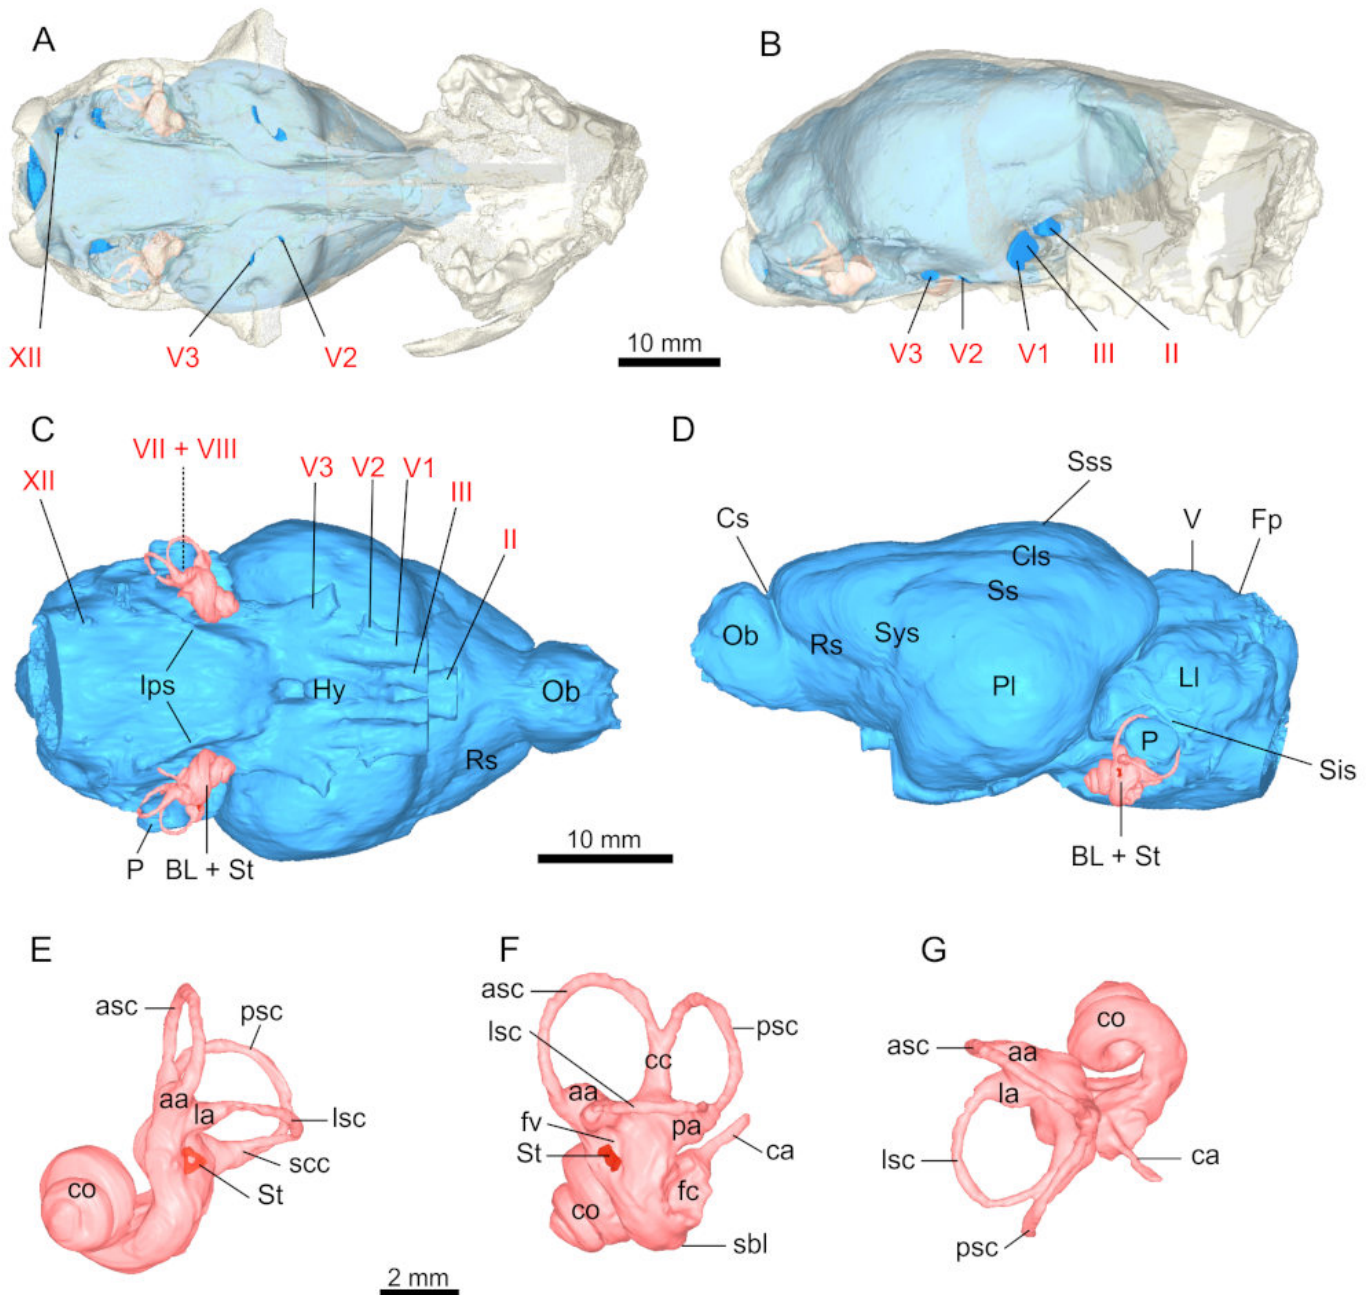 A
B
XII
V3
V2
10 mm
V3
V2
V1
III
II
C
VII + VIII
XII
V3
V2
V1
III
II
Ips
Hy
Ob
Rs
P
BL + St
10 mm
D
Sss
Cs
V
Fp
Cls
Ss
Ob
Rs
Sys
Pl
Ll
P
Sis
BL + St
E
asc
psc
aa
la
lsc
scc
St
co
2 mm
F
asc
lsc
psc
cc
aa
fv
pa
St
ca
fc
co
sbl
G
co
asc
aa
la
lsc
ca
psc